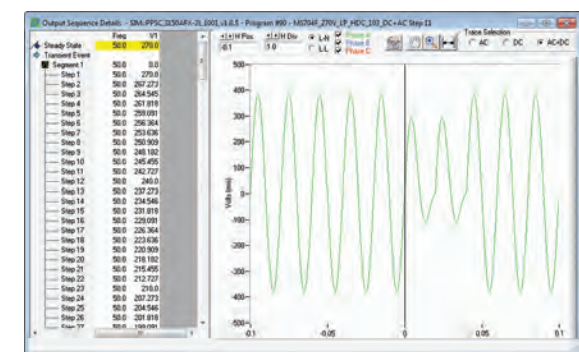 Output Sequence Details - SIM:PPSC_3150AFX-2L_1001_v1.0.5 - Program #90 - MS704F_270V_LP_HDC_103_DC+AC Step 11
Freq V1
Steady State 50.0 270.0
Transient Event
Segment 1 50.0 0.0
Step 1 50.0 270.0
Step 2 50.0 267.273
Step 3 50.0 264.545
Step 4 50.0 261.818
Step 5 50.0 259.091
Step 6 50.0 256.364
Step 7 50.0 253.636
Step 8 50.0 250.909
Step 9 50.0 248.182
Step 10 50.0 245.455
Step 11 50.0 242.727
Step 12 50.0 240.0
Step 13 50.0 237.273
Step 14 50.0 234.546
Step 15 50.0 231.818
Step 16 50.0 229.091
Step 17 50.0 226.364
Step 18 50.0 223.636
Step 19 50.0 220.909
Step 20 50.0 218.182
Step 21 50.0 215.455
Step 22 50.0 212.727
Step 23 50.0 210.0
Step 24 50.0 207.273
Step 25 50.0 204.546
Step 26 50.0 201.818
Step 27 50.0 199.091
H Pos H Div
-0.1 1.0
L-N
L-L
Phase A
Phase B
Phase C
Trace Selection
AC DC AC+DC
Volts (ms)
500
400
300
200
100
0
-100
-200
-300
-400
-500
-0.1 -0.05 0 0.05 0.1